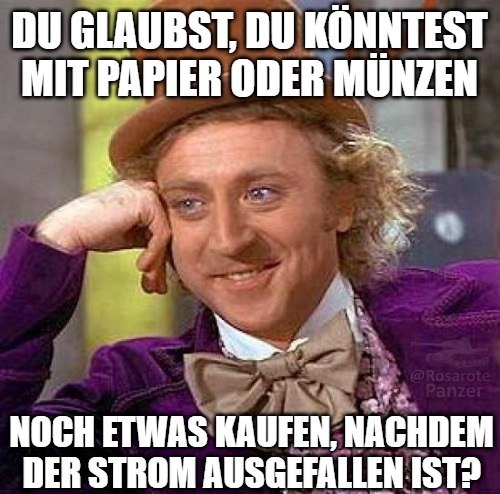 DU GLAUBST, DU KÖNNTEST
MIT PAPIER ODER MÜNZEN
@Rosarote
Panzer
NOCH ETWAS KAUFEN, NACHDEM
DER STROM AUSGEFALLEN IST?